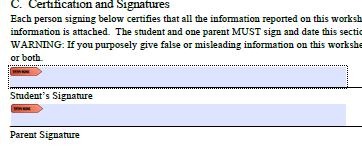 C. Certification and Signatures
Each person signing below certifies that all the information reported on this works
information is attached. The student and one parent MUST sign and date this secti
WARNING: If you purposely give false or misleading information on this workshe
or both.
Student's Signature
Parent Signature